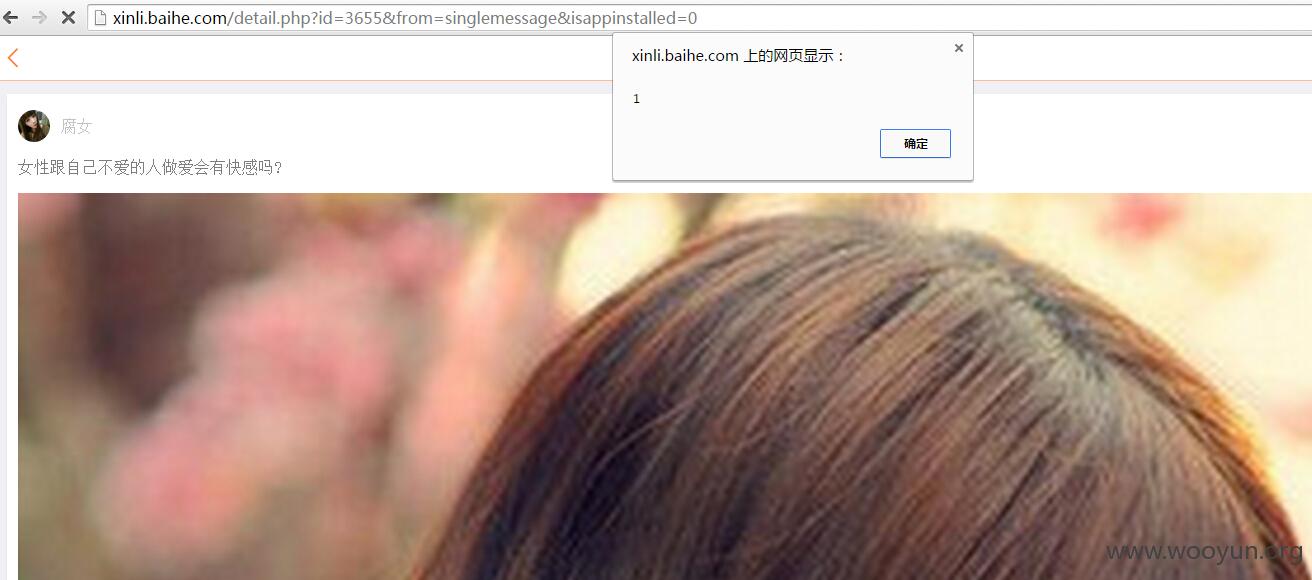 xinli.baihe.com/detail.php?id=3655&from=singlemessage&isappinstalled=0
xinli.baihe.com 上的网页显示：
1
确定
腐女
女性跟自己不爱的人做爱会有快感吗?
www.wooyun.org